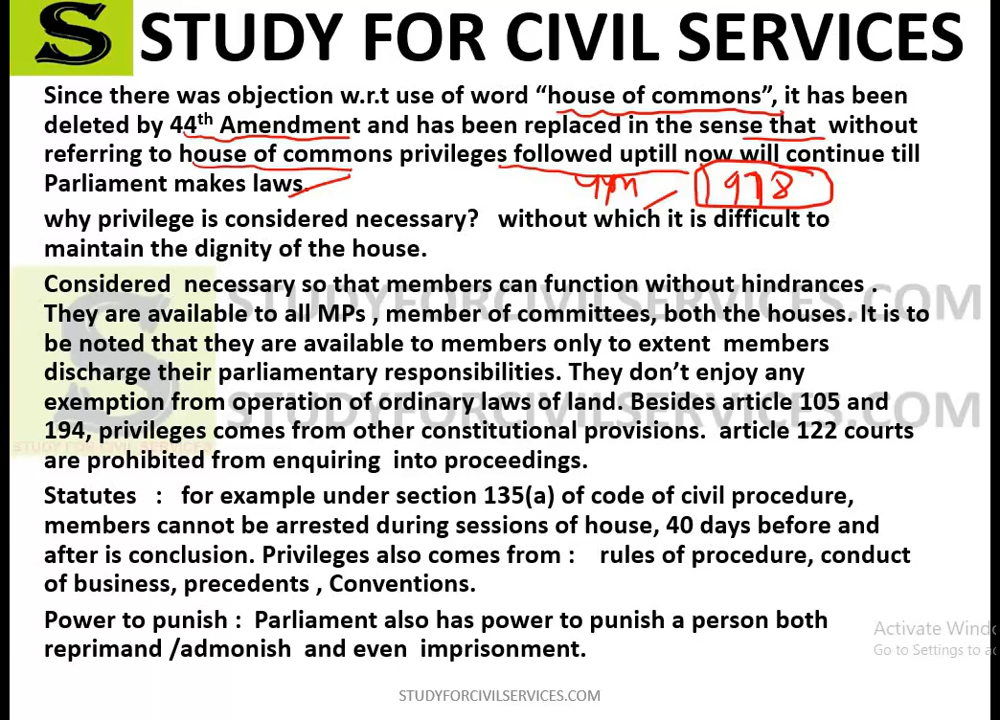 S STUDY FOR CIVIL SERVICES
Since there was objection w.r.t use of word “house of commons”, it has been
deleted by 44th Amendment and has been replaced in the sense that without
referring to house of commons privileges followed uptill now will continue till
Parliament makes laws.
1978
why privilege is considered necessary? without which it is difficult to
maintain the dignity of the house.
Considered necessary so that members can function without hindrances .
They are available to all MPs , member of committees, both the houses. It is to
be noted that they are available to members only to extent members
discharge their parliamentary responsibilities. They don’t enjoy any
exemption from operation of ordinary laws of land. Besides article 105 and
194, privileges comes from other constitutional provisions. article 122 courts
are prohibited from enquiring into proceedings.
Statutes : for example under section 135(a) of code of civil procedure,
members cannot be arrested during sessions of house, 40 days before and
after is conclusion. Privileges also comes from : rules of procedure, conduct
of business, precedents , Conventions.
Power to punish : Parliament also has power to punish a person both
reprimand /admonish and even imprisonment.
STUDYFORCIVILSERVICES.COM
STUDYFORCIVILSERVICES.COM
STUDY FOR CIVIL SERVICES
Activate Wind
Go to Settings to a
STUDYFORCIVILSERVICES.COM